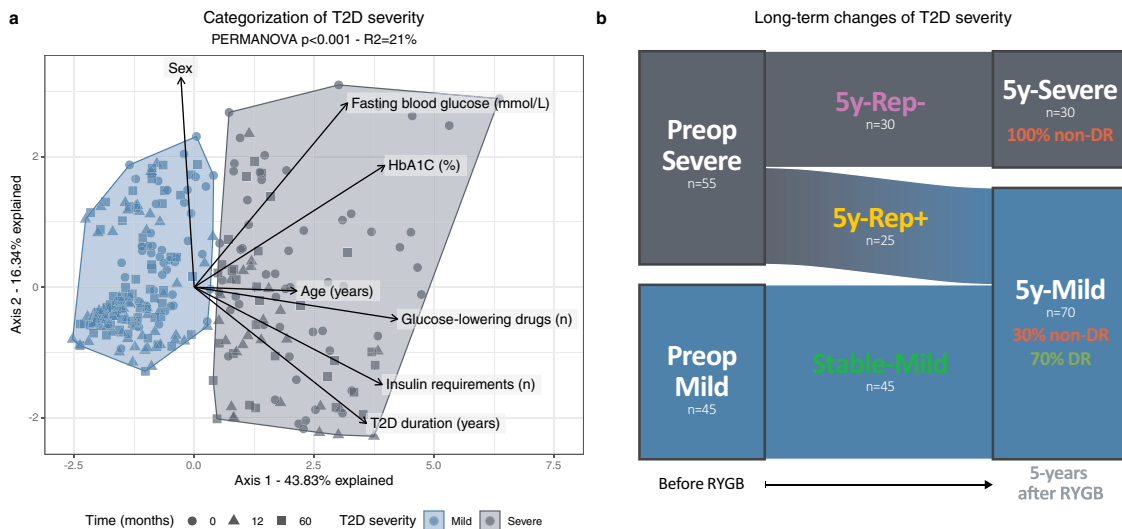 a
Categorization of T2D severity
PERMANOVA p<0.001 - R2=21%
Sex
Fasting blood glucose (mmol/L)
HbA1C (%)
Age (years)
Glucose-lowering drugs (n)
Insulin requirements (n)
T2D duration (years)
Axis 2 - 16.34% explained
2
0
-2
-2.5
0.0
2.5
5.0
7.5
Axis 1 - 43.83% explained
Time (months) 0 12 60 T2D severity Mild Severe
b
Long-term changes of T2D severity
Preop
Severe
n=55
5y-Rep-
n=30
5y-Severe
n=30
100% non-DR
5y-Rep+
n=25
Preop
Mild
n=45
Stable-Mild
n=45
5y-Mild
n=70
30% non-DR
70% DR
Before RYGB
5-years
after RYGB